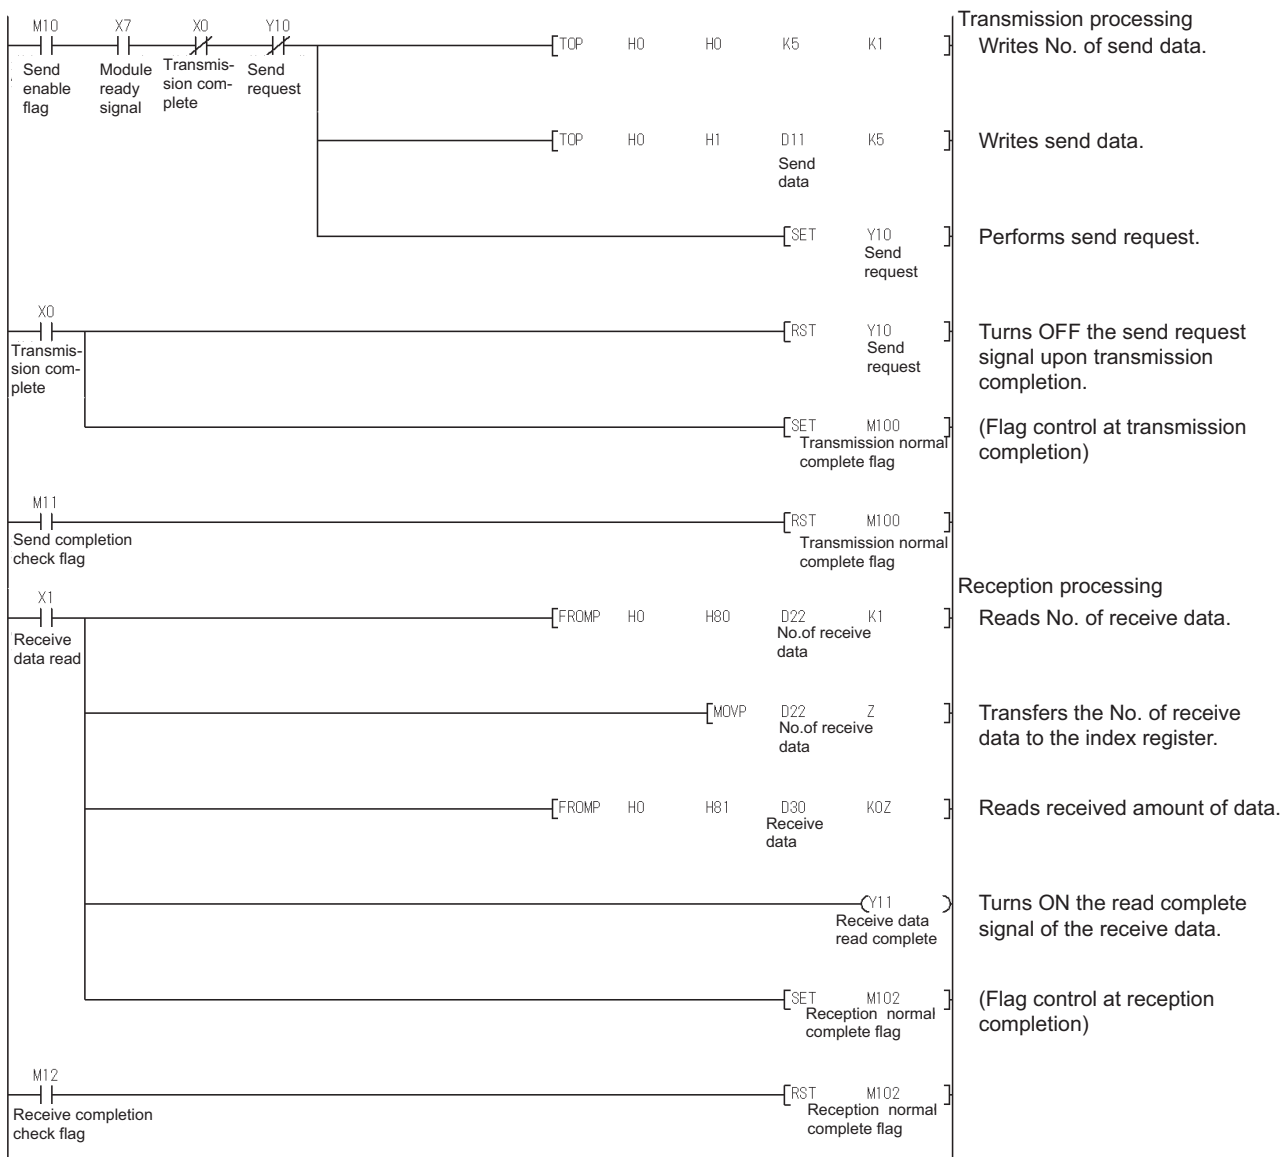 Transmission processing
M10 X7 X0 Y10
TOP H0 H0 K5 K1
Writes No. of send data.
Send
enable
flag
Module
ready
signal
Transmis-
sion com-
plete
Send
request
TOP H0 H1 D11 K5
Send
data
Writes send data.
SET Y10
Send
request
Performs send request.
X0
Transmis-
sion com-
plete
RST Y10
Send
request
Turns OFF the send request
signal upon transmission
completion.
SET M100
Transmission normal
complete flag
(Flag control at transmission
completion)
M11
Send completion
check flag
RST M100
Transmission normal
complete flag
Reception processing
X1
Receive
data read
FROMP H0 H80 D22 K1
No.of receive
data
Reads No. of receive data.
MOVP D22 Z
No.of receive
data
Transfers the No. of receive
data to the index register.
FROMP H0 H81 D30 K0Z
Receive
data
Reads received amount of data.
Y11
Receive data
read complete
Turns ON the read complete
signal of the receive data.
SET M102
Reception normal
complete flag
(Flag control at reception
completion)
M12
Receive completion
check flag
RST M102
Reception normal
complete flag